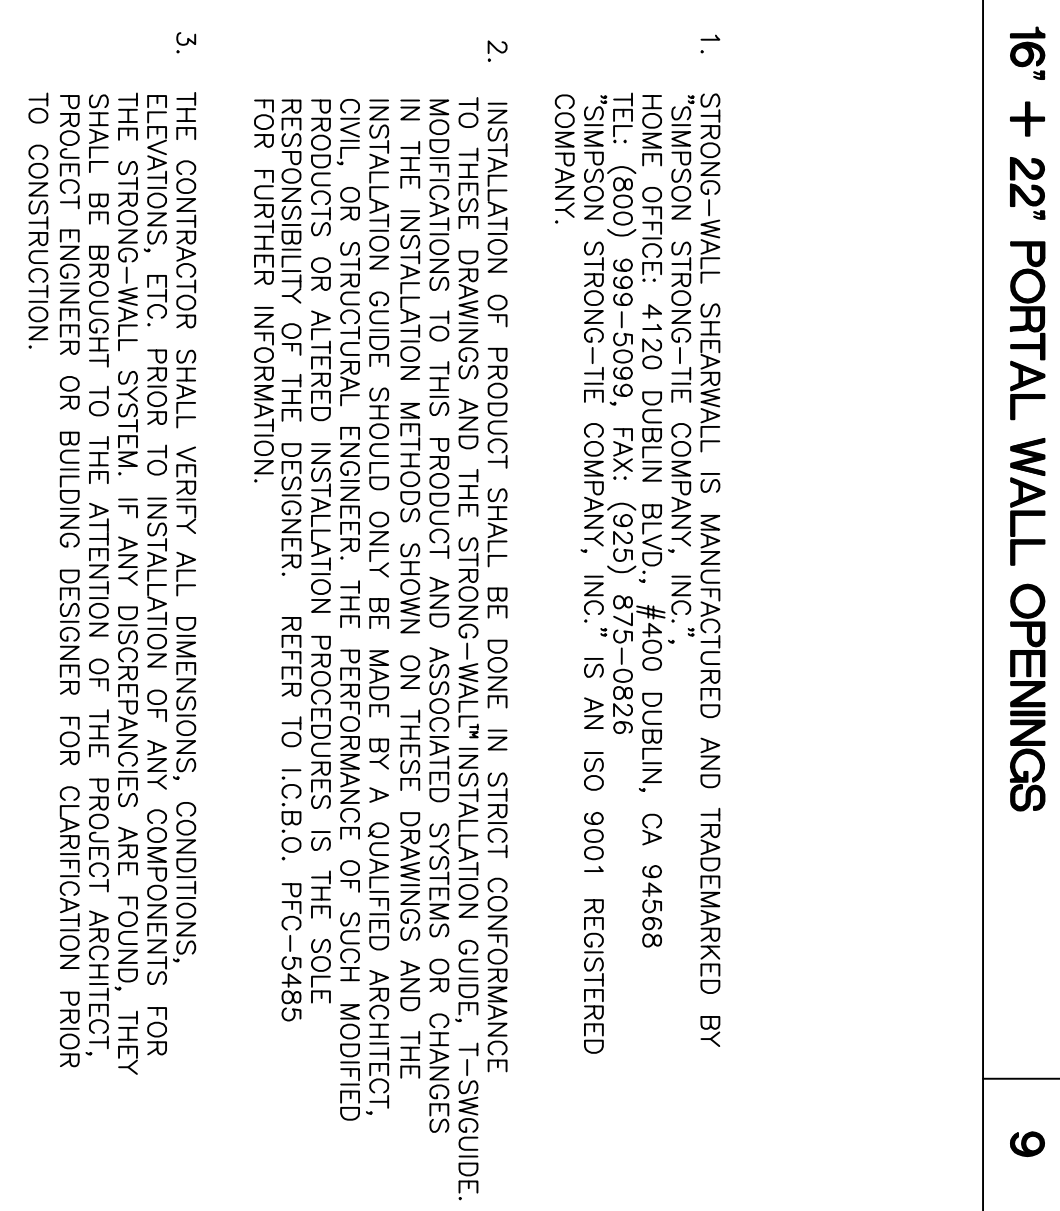 16" + 22" PORTAL WALL OPENINGS
9
1. STRONG-WALL SHEARWALL IS MANUFACTURED AND TRADEMARKED BY
"SIMPSON STRONG-TIE COMPANY, INC.",
HOME OFFICE: 4120 DUBLIN BLVD., #400 DUBLIN, CA 94568
TEL: (800) 999-5099, FAX: (925) 875-0826
"SIMPSON STRONG-TIE COMPANY, INC." IS AN ISO 9001 REGISTERED
COMPANY.
2. INSTALLATION OF PRODUCT SHALL BE DONE IN STRICT CONFORMANCE
TO THESE DRAWINGS AND THE STRONG-WALL™ INSTALLATION GUIDE, T-SWGUIDE.
MODIFICATIONS TO THIS PRODUCT AND ASSOCIATED SYSTEMS OR CHANGES
IN THE INSTALLATION METHODS SHOWN ON THESE DRAWINGS AND THE
INSTALLATION GUIDE SHOULD ONLY BE MADE BY A QUALIFIED ARCHITECT,
CIVIL, OR STRUCTURAL ENGINEER. THE PERFORMANCE OF SUCH MODIFIED
PRODUCTS OR ALTERED INSTALLATION PROCEDURES IS THE SOLE
RESPONSIBILITY OF THE DESIGNER. REFER TO I.C.B.O. PFC-5485
FOR FURTHER INFORMATION.
3. THE CONTRACTOR SHALL VERIFY ALL DIMENSIONS, CONDITIONS,
ELEVATIONS, ETC. PRIOR TO INSTALLATION OF ANY COMPONENTS FOR
THE STRONG-WALL SYSTEM. IF ANY DISCREPANCIES ARE FOUND, THEY
SHALL BE BROUGHT TO THE ATTENTION OF THE PROJECT ARCHITECT,
PROJECT ENGINEER OR BUILDING DESIGNER FOR CLARIFICATION PRIOR
TO CONSTRUCTION.